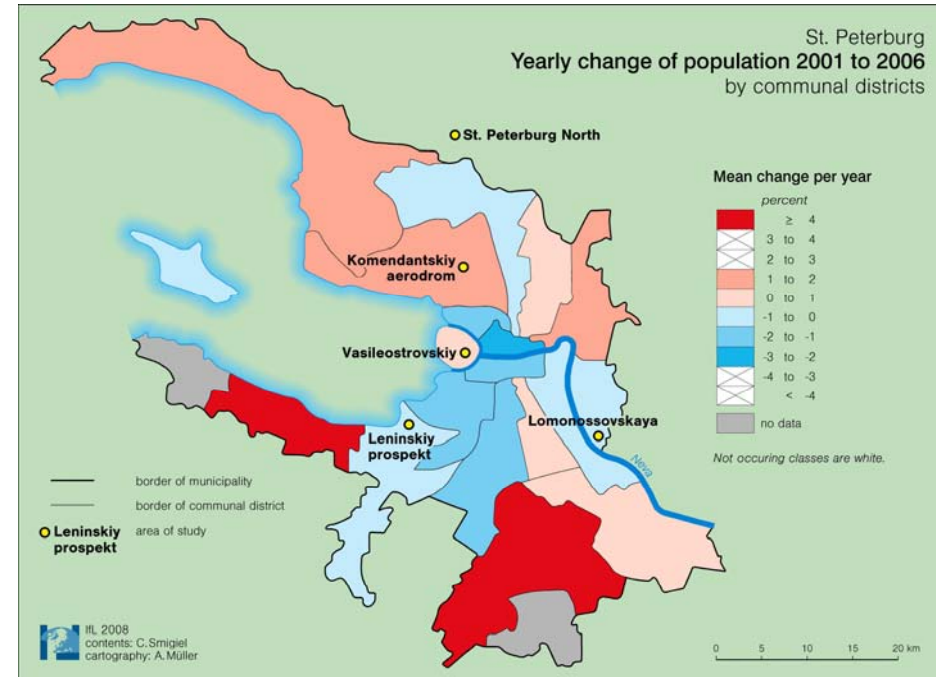 St. Peterburg
Yearly change of population 2001 to 2006
by communal districts
St. Peterburg North
Mean change per year
percent
≥ 4
3 to 4
2 to 3
1 to 2
0 to 1
-1 to 0
-2 to -1
-3 to -2
-4 to -3
< -4
no data
Not occuring classes are white.
Komendantskiy
aerodrom
Vasileostrovskiy
Leninskiy
prospekt
Lomonossovskaya
Neva
border of municipality
border of communal district
Leninskiy
prospekt
area of study
IfL 2008
contents: C.Smigiel
cartography: A.Müller
0 5 10 15 20 km